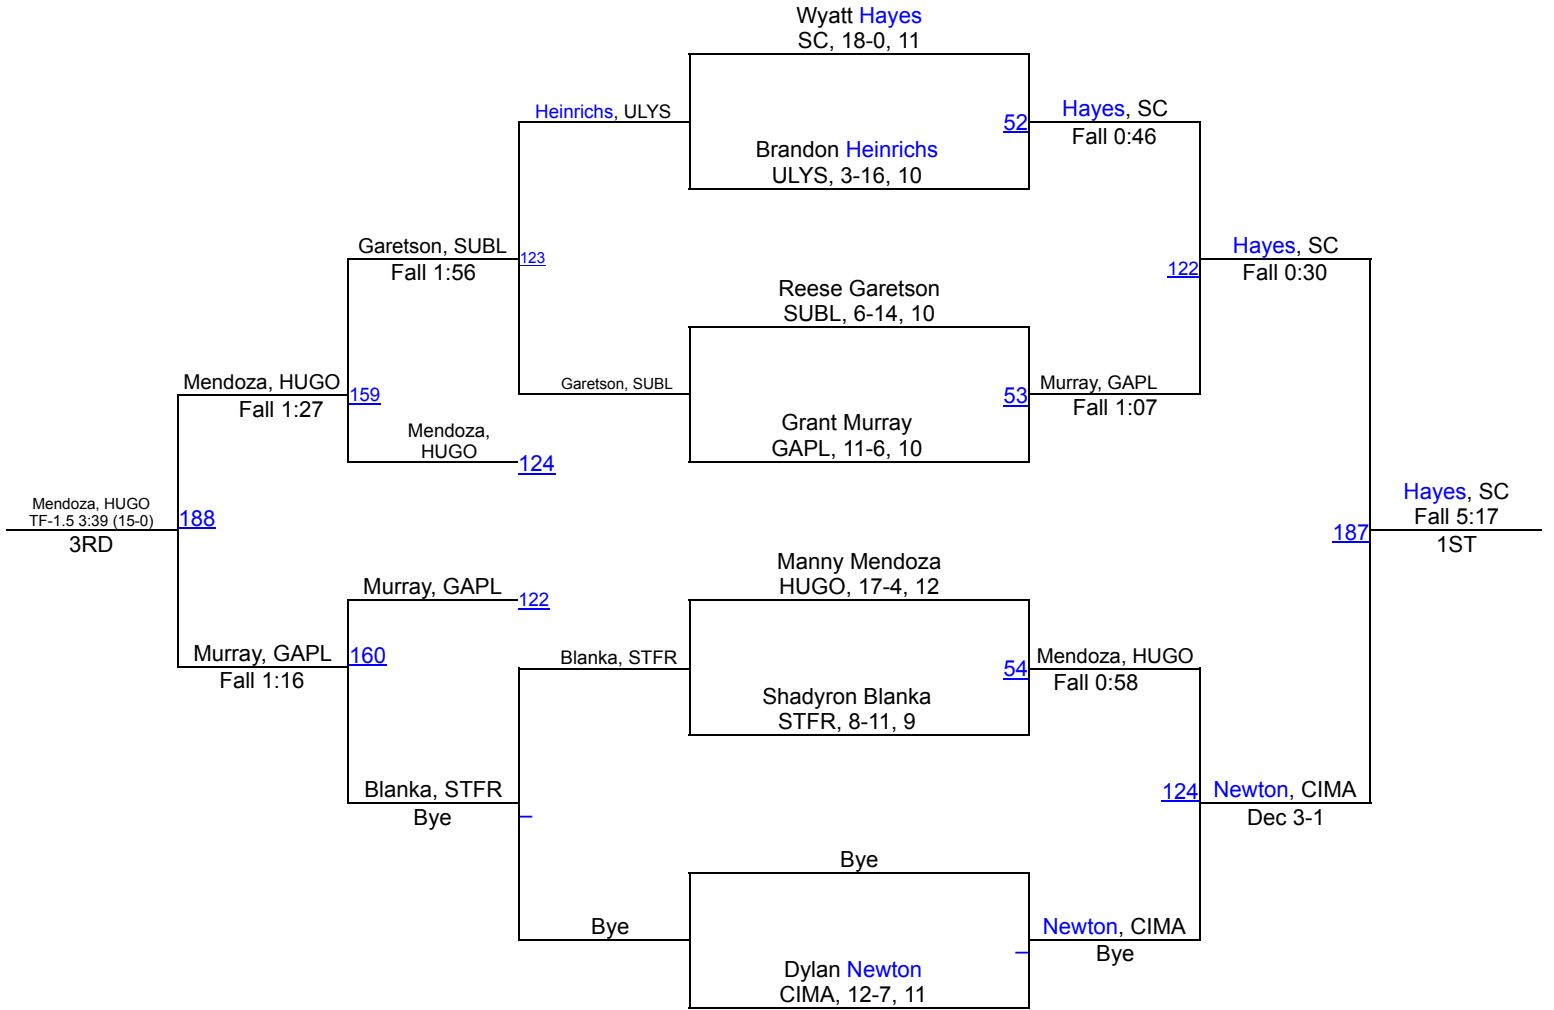 Wyatt Hayes
SC, 18-0, 11
Heinrichs, ULYS
52
Hayes, SC
Fall 0:46
Brandon Heinrichs
ULYS, 3-16, 10
Garetson, SUBL
Fall 1:56
123
122
Hayes, SC
Fall 0:30
Reese Garetson
SUBL, 6-14, 10
Mendoza, HUGO
Fall 1:27
159
Garetson, SUBL
53
Murray, GAPL
Fall 1:07
Grant Murray
GAPL, 11-6, 10
Mendoza,
HUGO
124
Mendoza, HUGO
TF-1.5 3:39 (15-0)
3RD
188
187
Hayes, SC
Fall 5:17
1ST
Manny Mendoza
HUGO, 17-4, 12
Murray, GAPL
122
Murray, GAPL
Fall 1:16
160
Blanka, STFR
54
Mendoza, HUGO
Fall 0:58
Shadyron Blanka
STFR, 8-11, 9
Blanka, STFR
Bye
124
Newton, CIMA
Dec 3-1
Bye
Bye
Newton, CIMA
Bye
Dylan Newton
CIMA, 12-7, 11